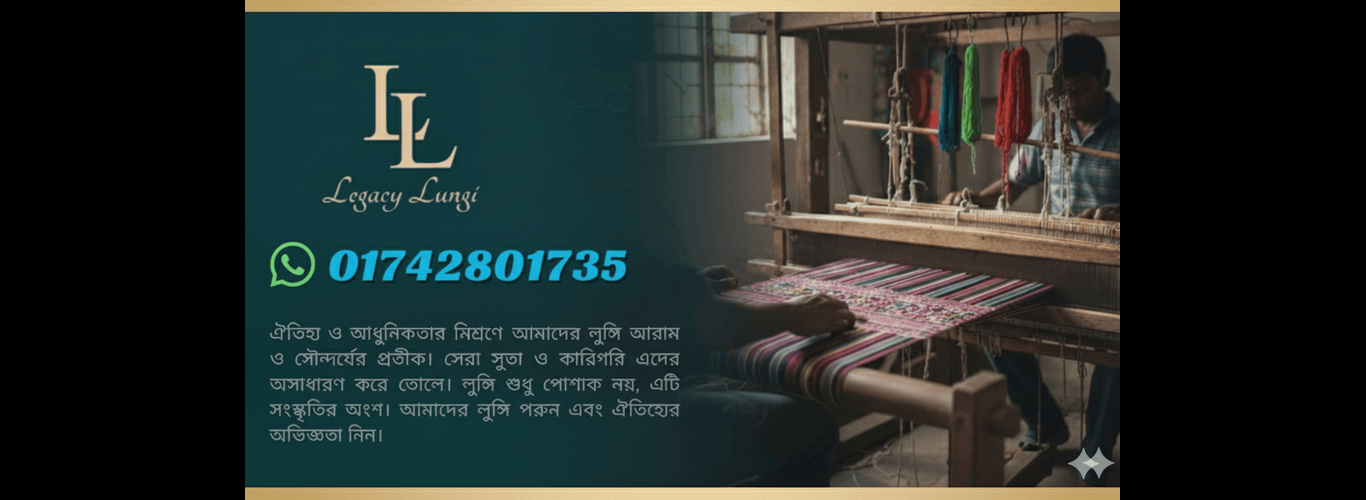 LL
Legacy Lungi
01742801735
ঐতিহ্য ও আধুনিকতার মিশ্রণে আমাদের লুঙ্গি আরাম
ও সৌন্দর্যের প্রতীক। সেরা সুতা ও কারিগরি এদের
অসাধারণ করে তোলে। লুঙ্গি শুধু পোশাক নয়, এটি
সংস্কৃতির অংশ। আমাদের লুঙ্গি পরুন এবং ঐতিহ্যের
অভিজ্ঞতা নিন।